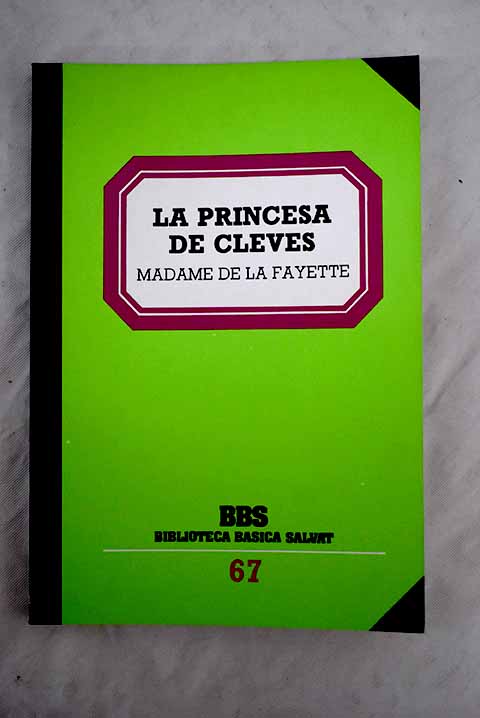 LA PRINCESA
DE CLEVES
MADAME DE LA FAYETTE
BBS
BIBLIOTECA BASICA SALVAT
67